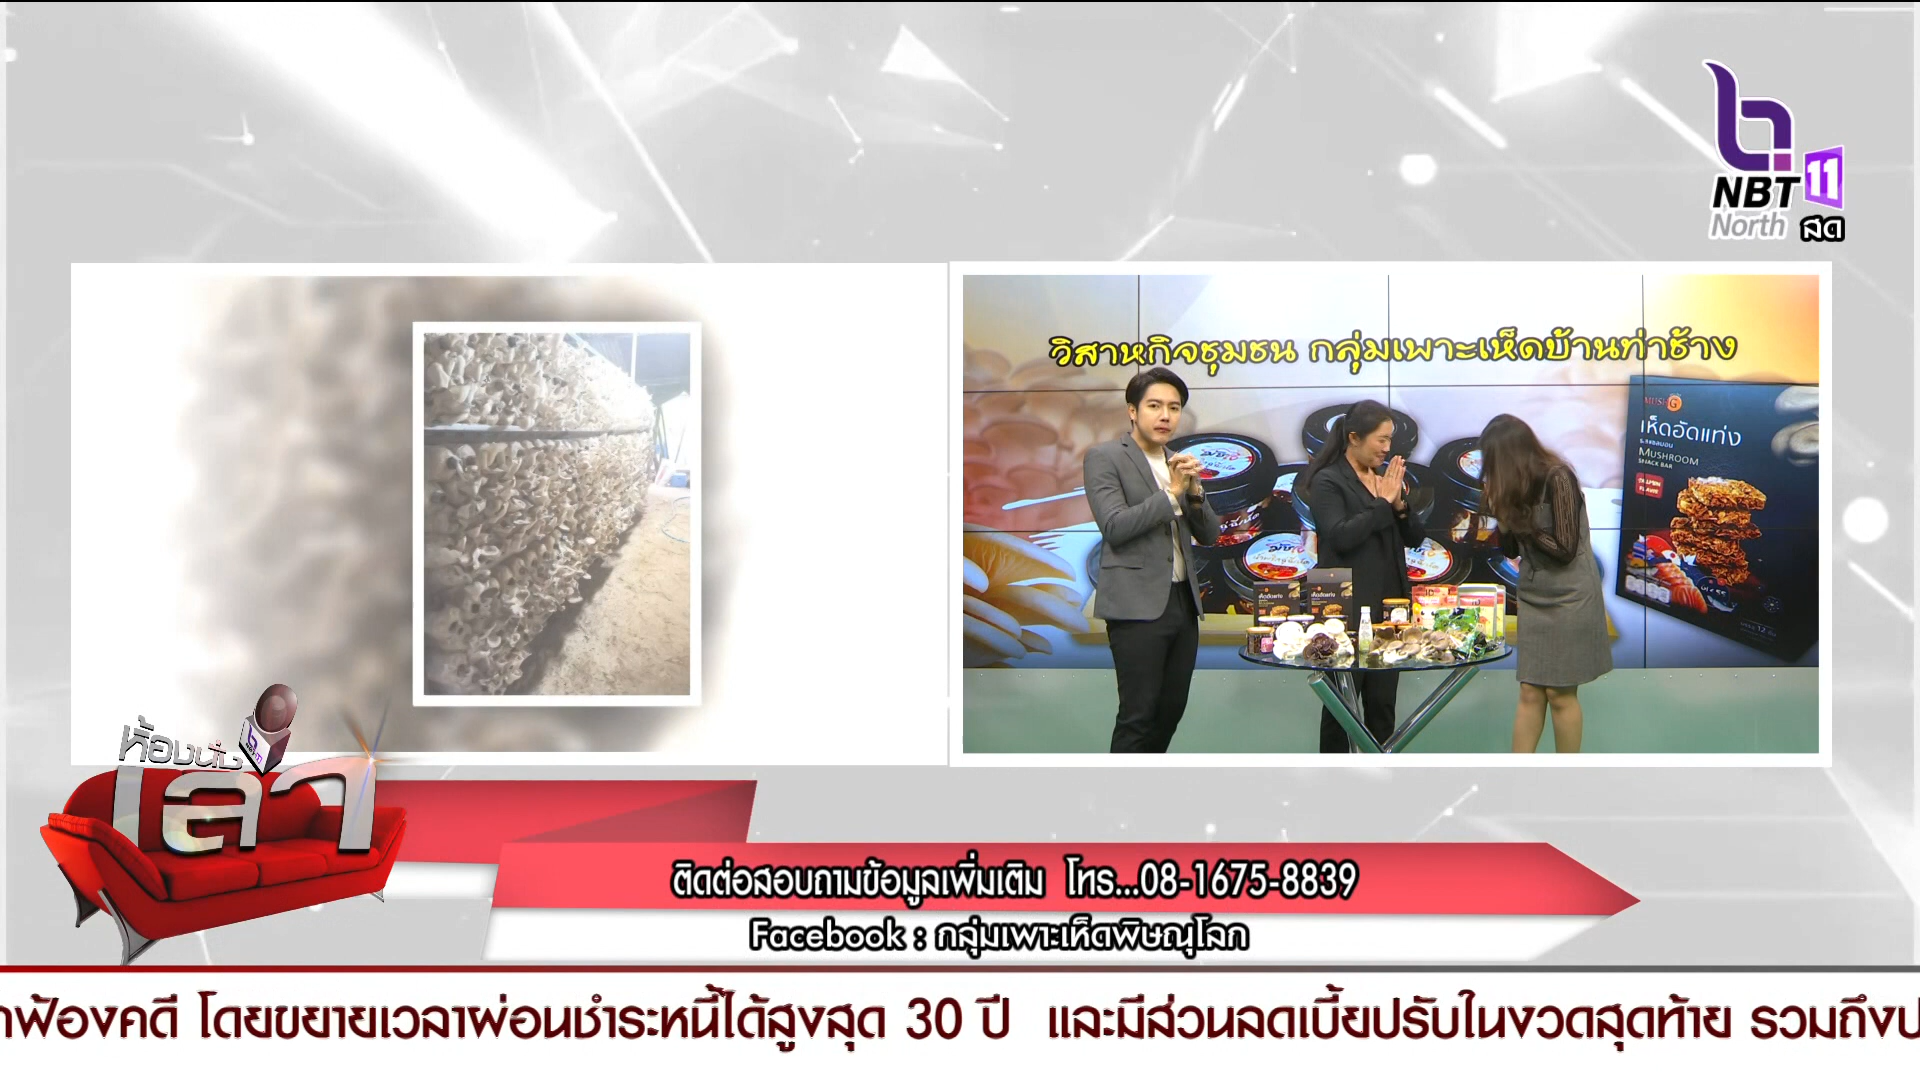 NBT 11
North สด
วิสาหกิจชุมชน กลุ่มเพาะเห็ดบ้านท่าช้าง
MUSH G
เห็ดอัดแท่ง
MUSHROOM
SNACK BAR
ห้องนั่ง
เล่า
ติดต่อสอบถามข้อมูลเพิ่มเติม โทร...08-1675-8839
Facebook : กลุ่มเพาะเห็ดพิษณุโลก
กฟ้องคดี โดยขยายเวลาผ่อนชำระหนี้ได้สูงสุด 30 ปี และมีส่วนลดเบี้ยปรับในงวดสุดท้าย รวมถึงป